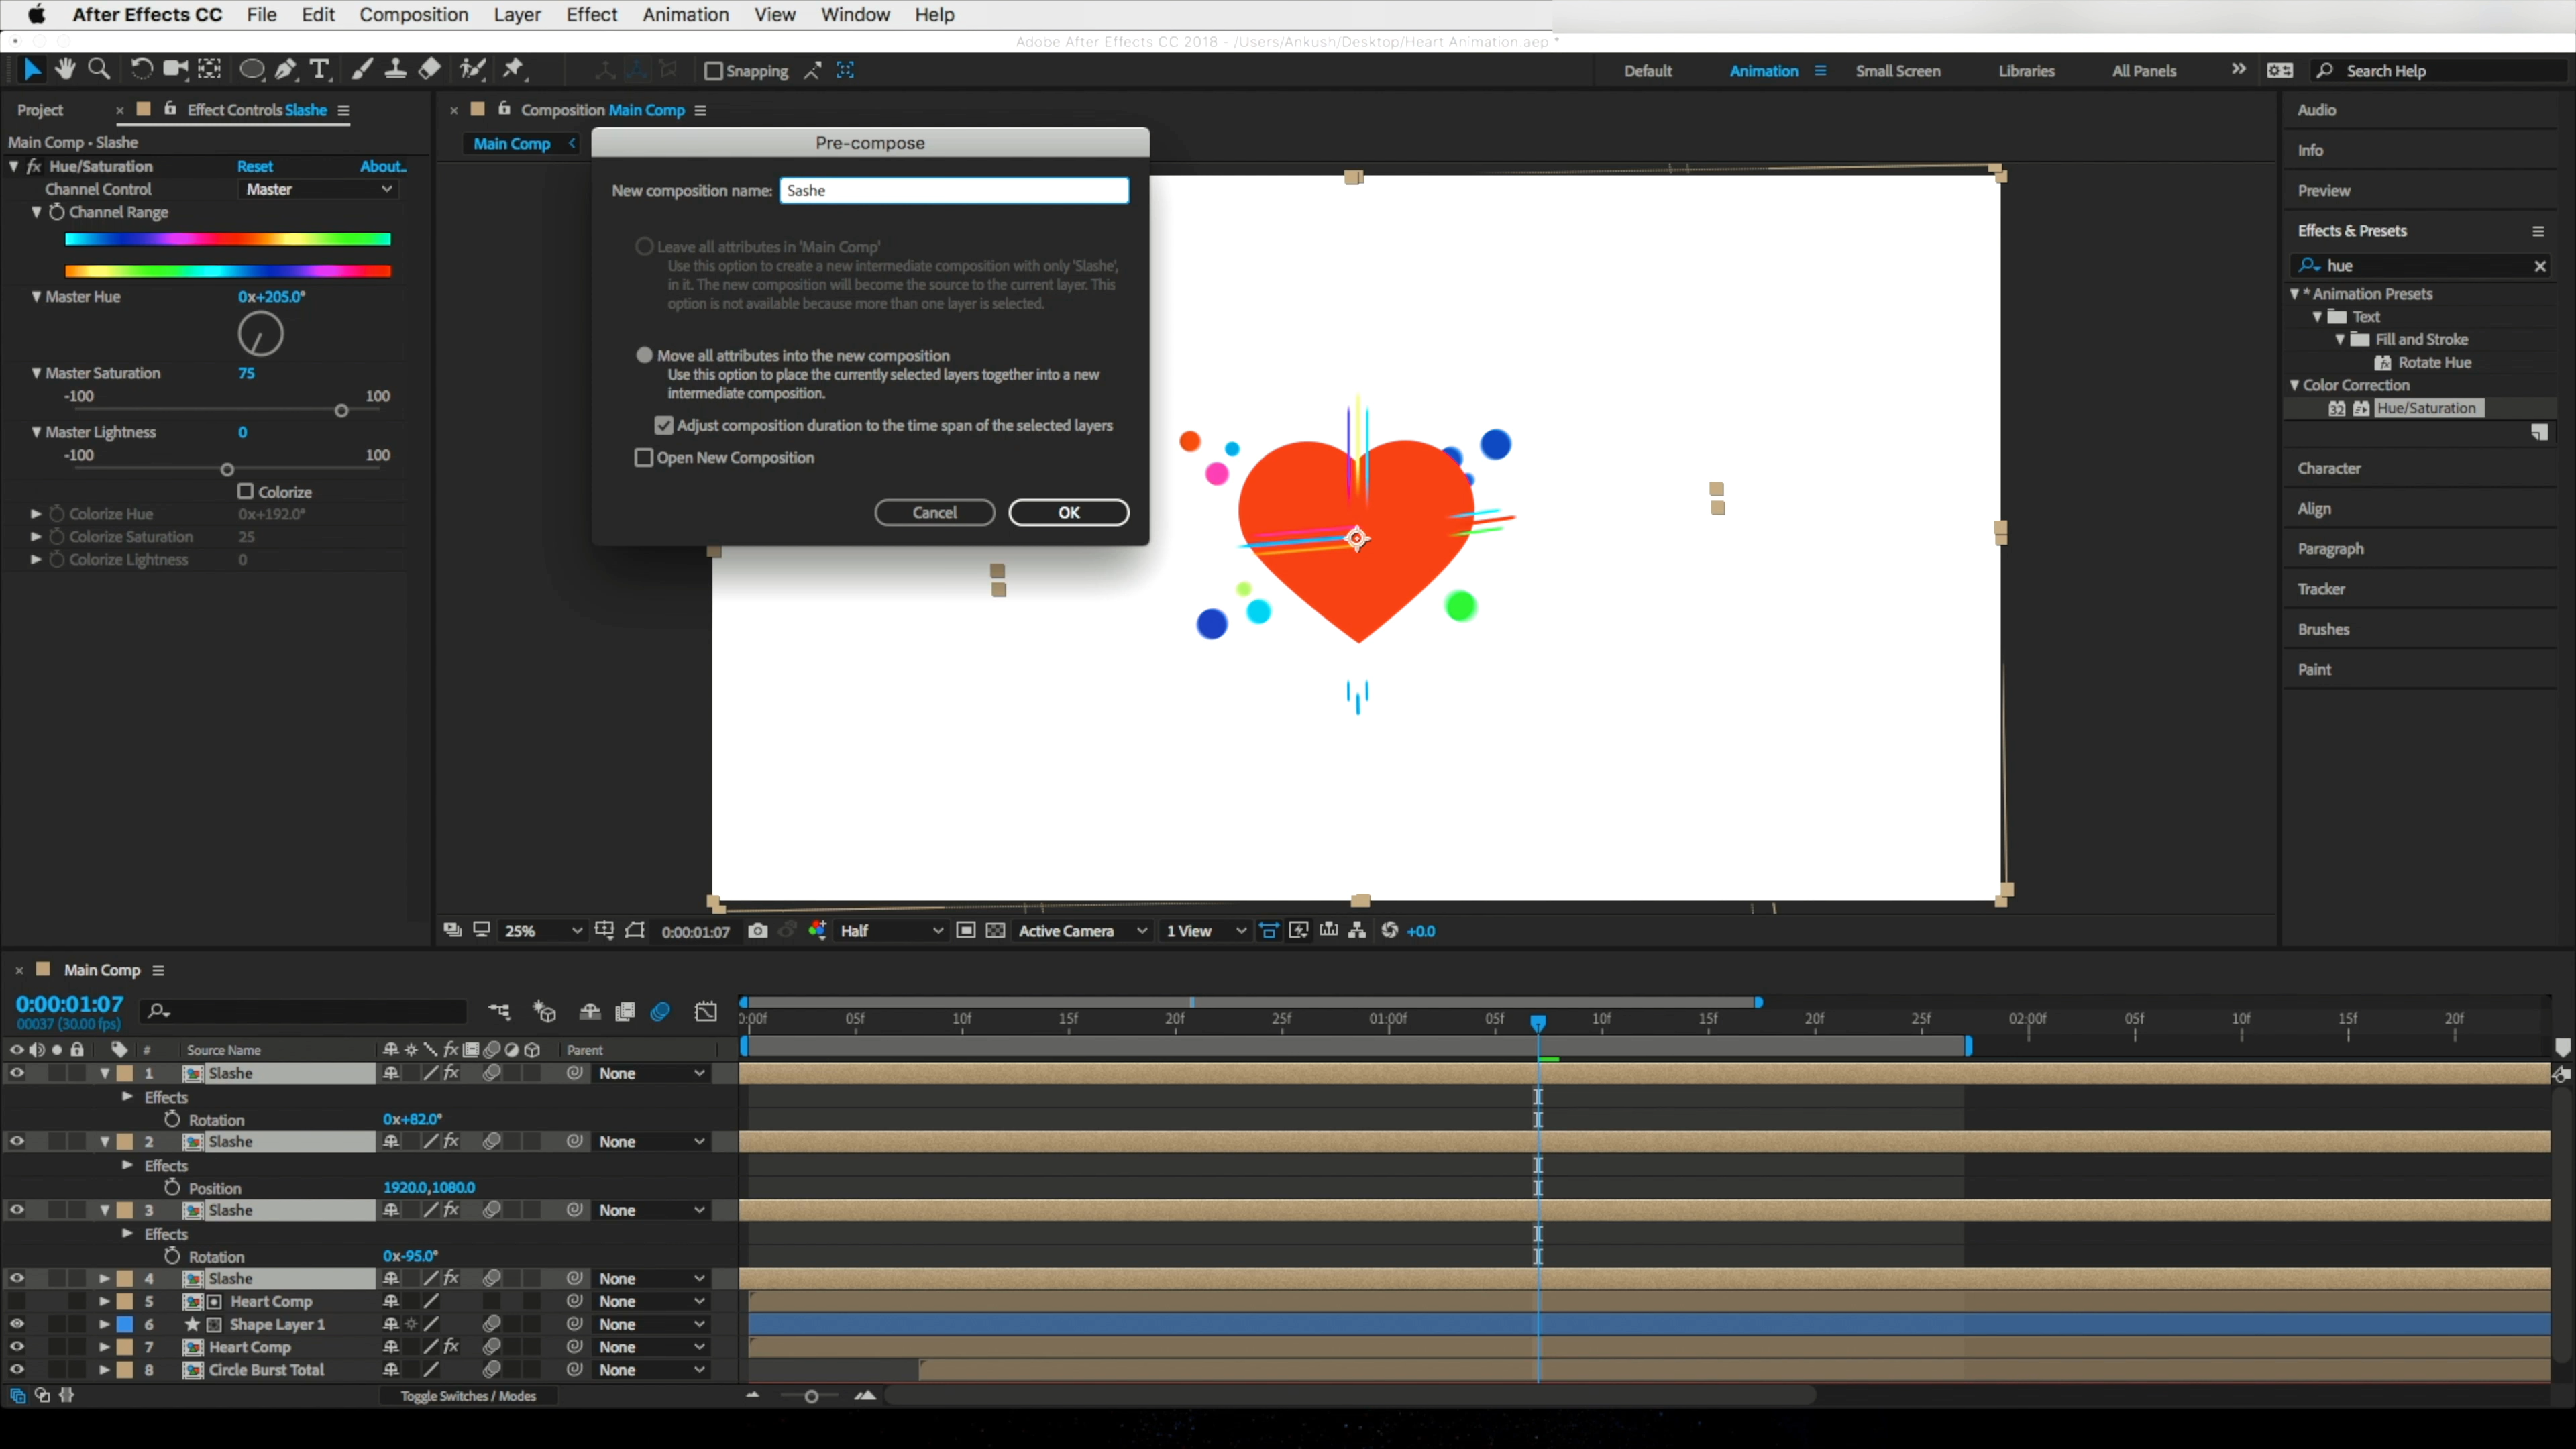 After Effects CC File Edit Composition Layer Effect Animation View Window Help
Adobe After Effects CC 2018 - /Users/Ankush/Desktop/Heart Animation.aep *
Snapping Default Animation Small Screen Libraries All Panels Search Help
Project Effect Controls Slashe
Composition Main Comp
Main Comp • Slashe
Main Comp
fx Hue/Saturation Reset About..
Channel Control Master
Channel Range
Master Hue 0x+205.0°
Master Saturation 75
-100 100
Master Lightness 0
-100 100
Colorize
Colorize Hue 0x+192.0°
Colorize Saturation 25
Colorize Lightness 0
Pre-compose
New composition name: Sashe
Leave all attributes in 'Main Comp'
Use this option to create a new intermediate composition with only 'Slashe',
in it. The new composition will become the source to the current layer. This
option is not available because more than one layer is selected.
Move all attributes into the new composition
Use this option to place the currently selected layers together into a new
intermediate composition.
Adjust composition duration to the time span of the selected layers
Open New Composition
Cancel OK
Audio
Info
Preview
Effects & Presets
hue
* Animation Presets
Text
Fill and Stroke
Rotate Hue
Color Correction
32 Hue/Saturation
Character
Align
Paragraph
Tracker
Brushes
Paint
25% 0:00:01:07 Half Active Camera 1 View +0.0
Main Comp
0:00:01:07
00037 (30.00 fps)
0:00f 05f 10f 15f 20f 25f 01:00f 05f 10f 15f 20f 25f 02:00f 05f 10f 15f 20f
# Source Name fx Parent
1 Slashe fx None
Effects
Rotation 0x+82.0°
2 Slashe fx None
Effects
Position 1920.0,1080.0
3 Slashe fx None
Effects
Rotation 0x-95.0°
4 Slashe fx None
5 Heart Comp None
6 Shape Layer 1 None
7 Heart Comp fx None
8 Circle Burst Total None
Toggle Switches / Modes